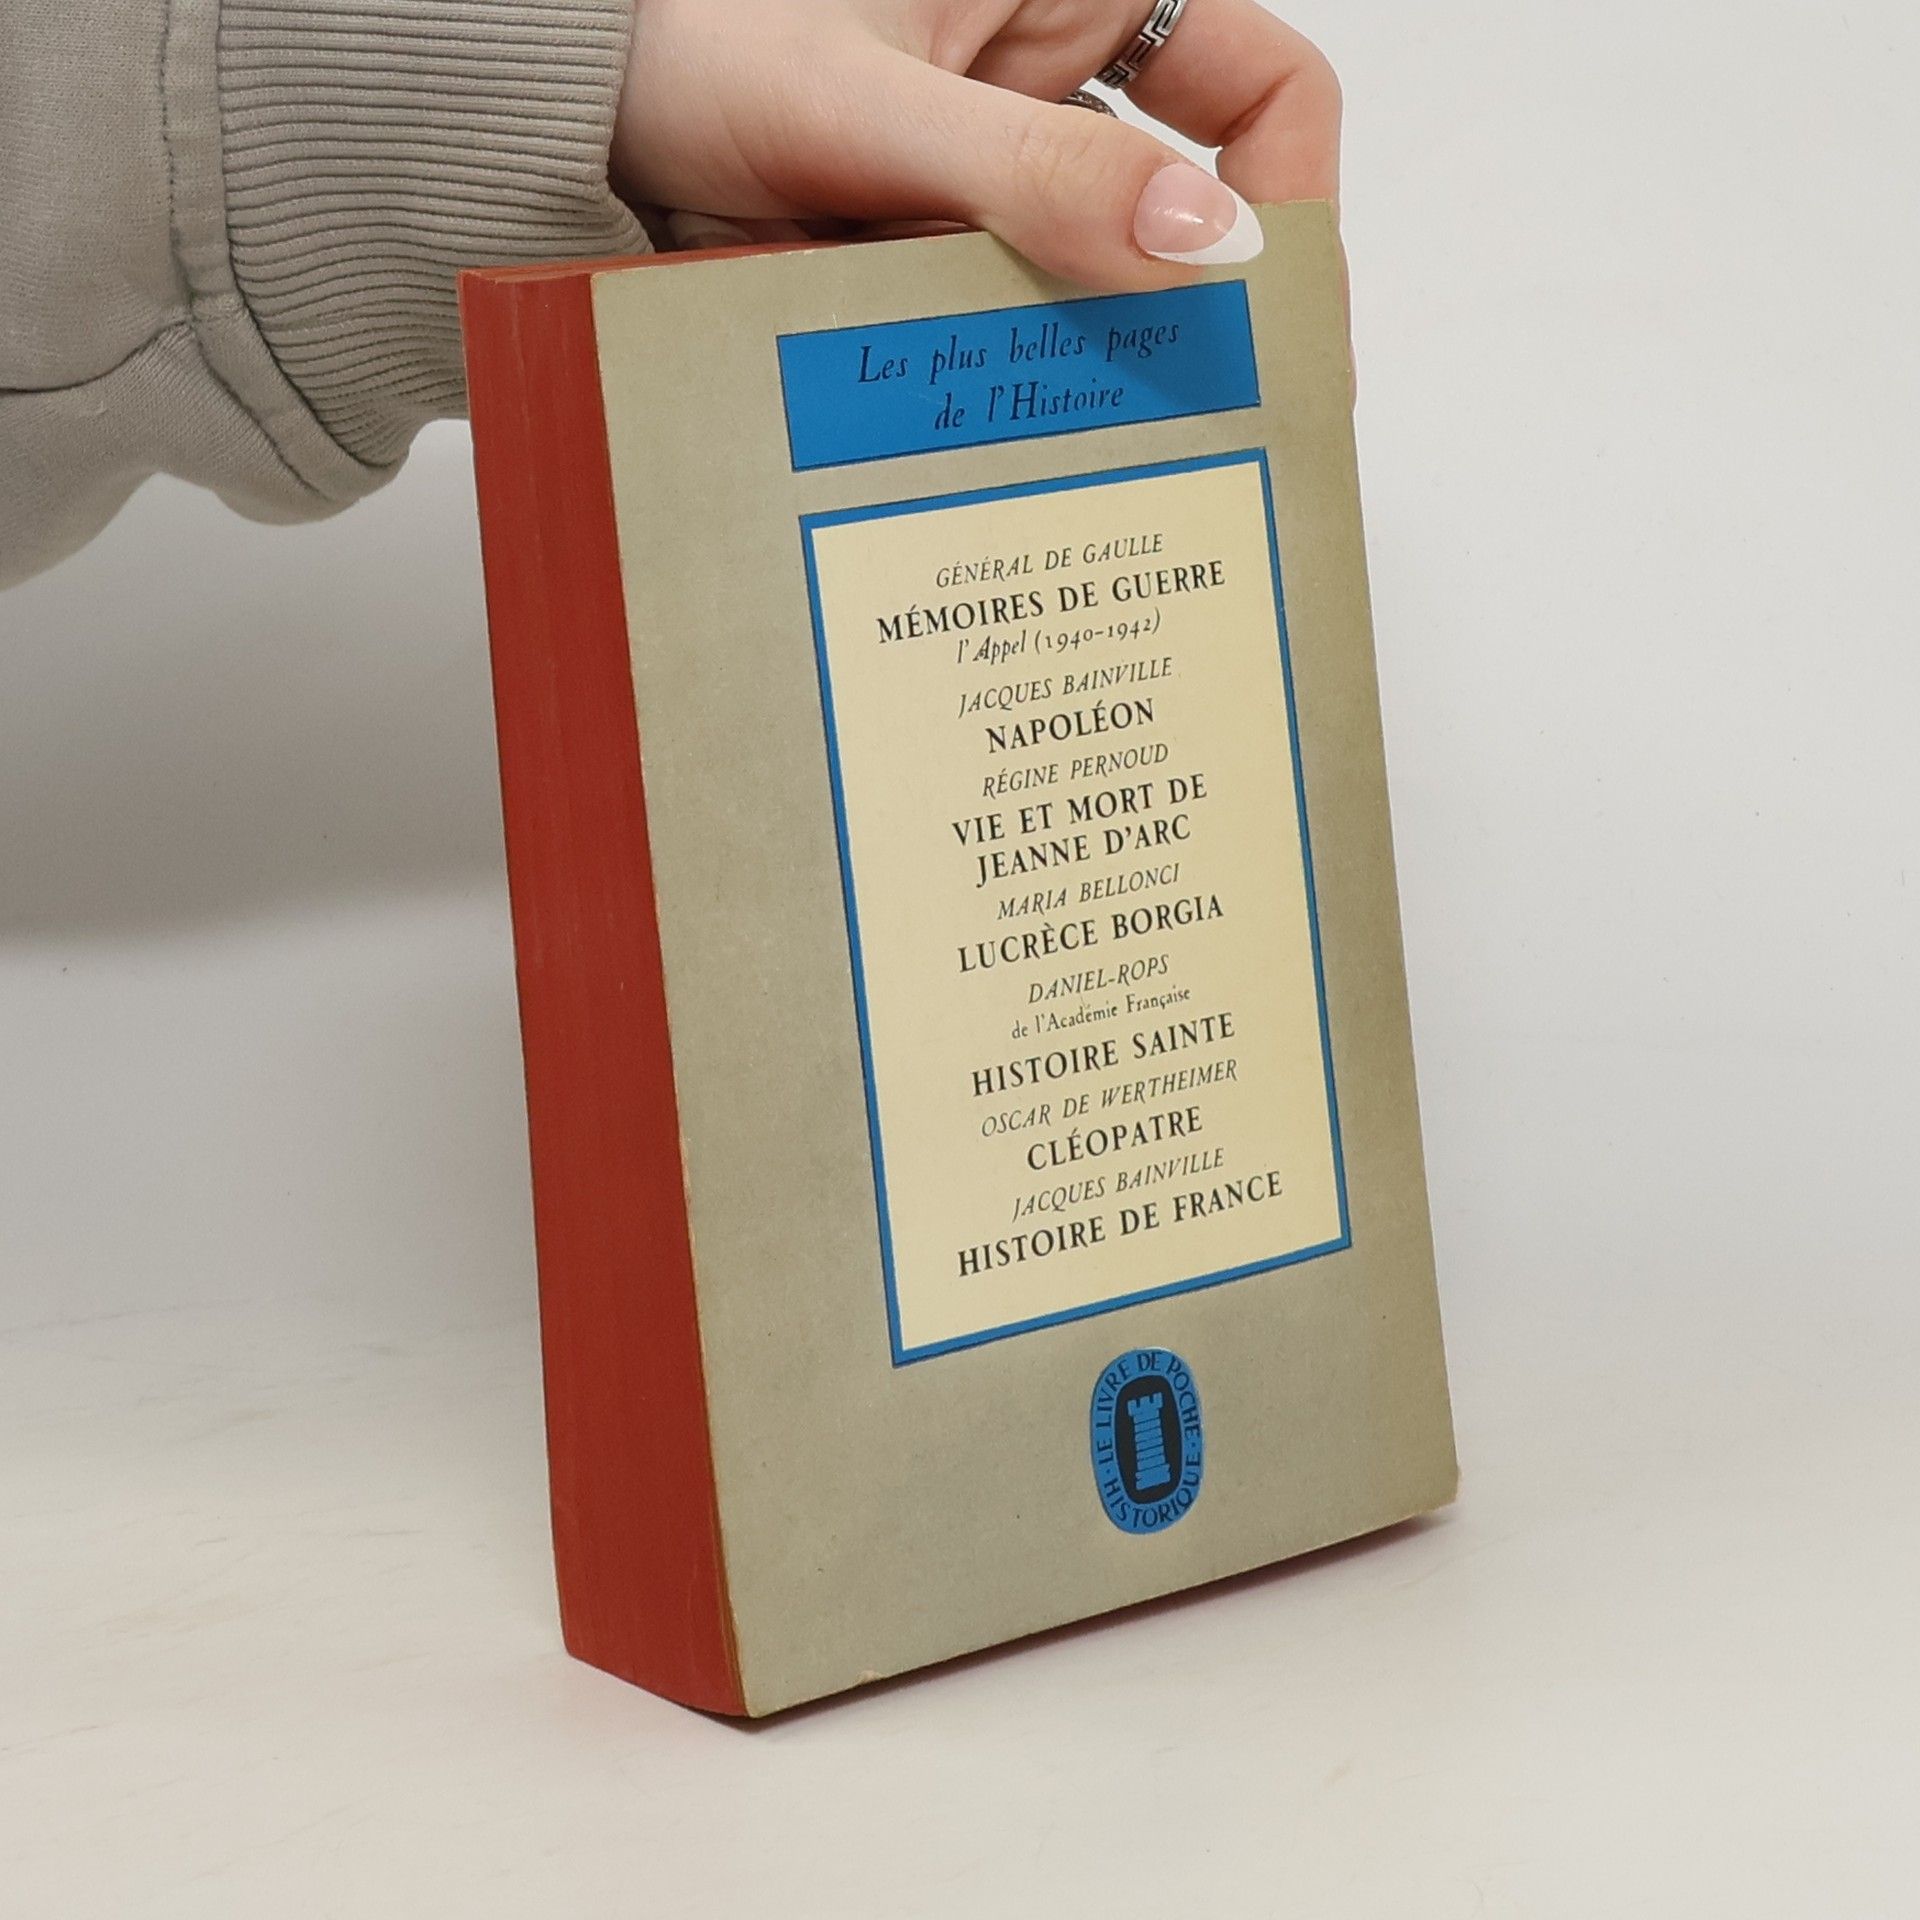 Les plus belles pages
de l'Histoire
GÉNÉRAL DE GAULLE
MÉMOIRES DE GUERRE
l'Appel (1940-1942)
JACQUES BAINVILLE
NAPOLÉON
RÉGINE PERNOUD
VIE ET MORT DE
JEANNE D'ARC
MARIA BELLONCI
LUCRÈCE BORGIA
DANIEL-ROPS
de l'Académie Française
HISTOIRE SAINTE
OSCAR DE WERTHEIMER
CLÉOPATRE
JACQUES BAINVILLE
HISTOIRE DE FRANCE
LE LIVRE DE POCHE · HISTORIQUE ·